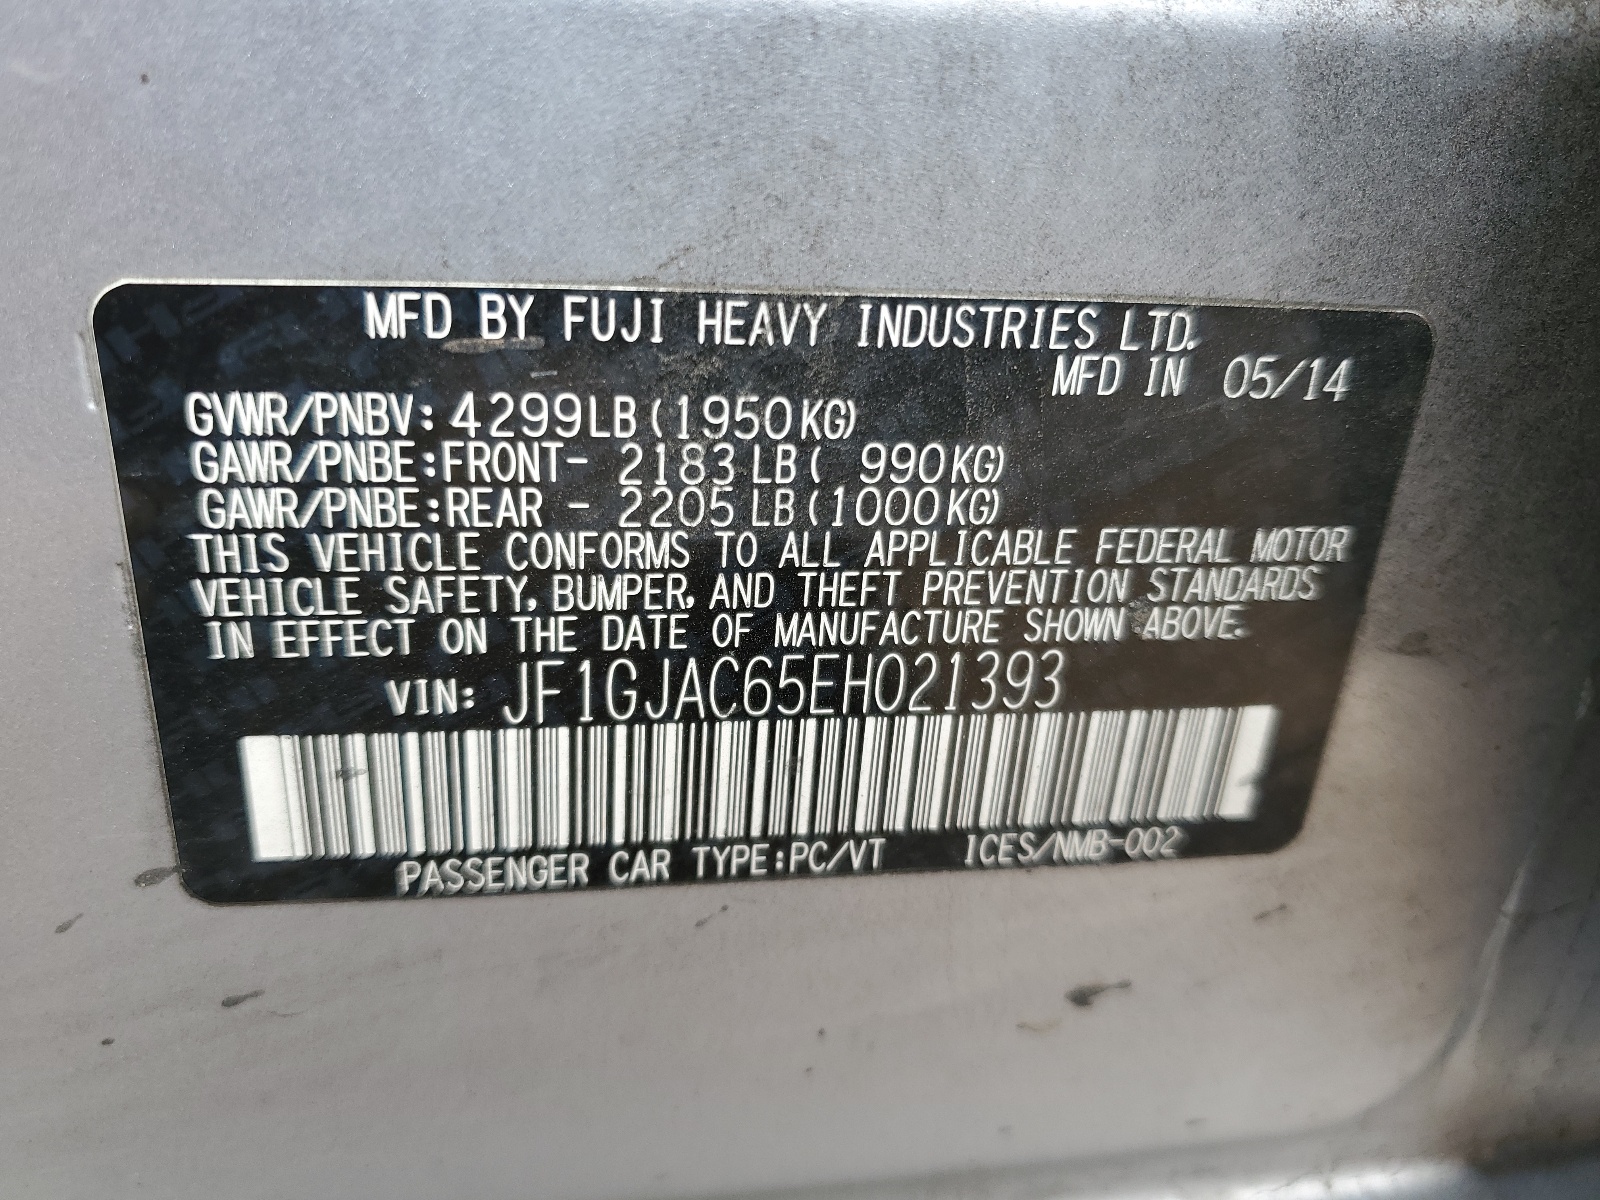 MFD BY FUJI HEAVY INDUSTRIES LTD.
MFD IN 05/14
GVWR/PNBV: 4299LB (1950KG)
GAWR/PNBE:FRONT- 2183 LB ( 990KG)
GAWR/PNBE:REAR - 2205 LB (1000KG)
THIS VEHICLE CONFORMS TO ALL APPLICABLE FEDERAL MOTOR
VEHICLE SAFETY, BUMPER, AND THEFT PREVENTION STANDARDS
IN EFFECT ON THE DATE OF MANUFACTURE SHOWN ABOVE.
VIN: JF1GJAC65EH021393
PASSENGER CAR TYPE:PC/VT ICES/NMB-002